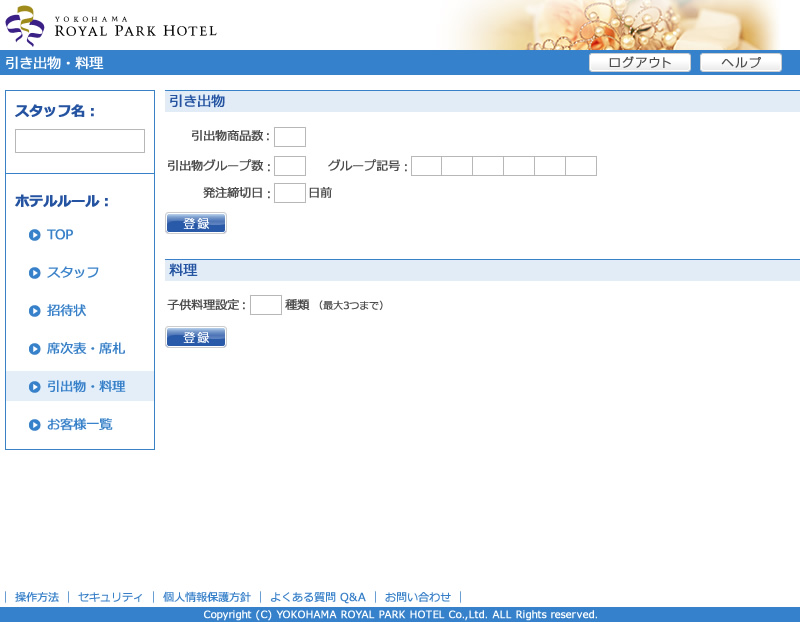 YOKOHAMA
ROYAL PARK HOTEL
引き出物・料理
ログアウト
ヘルプ
スタッフ名：
ホテルルール：
TOP
スタッフ
招待状
席次表・席札
引出物・料理
お客様一覧
引き出物
引出物商品数：
引出物グループ数： グループ記号：
発注締切日： 日前
登録
料理
子供料理設定： 種類 （最大3つまで）
登録
｜ 操作方法 ｜ セキュリティ ｜ 個人情報保護方針 ｜ よくある質問 Q&A ｜ お問い合わせ ｜
Copyright (C) YOKOHAMA ROYAL PARK HOTEL Co.,Ltd. ALL Rights reserved.